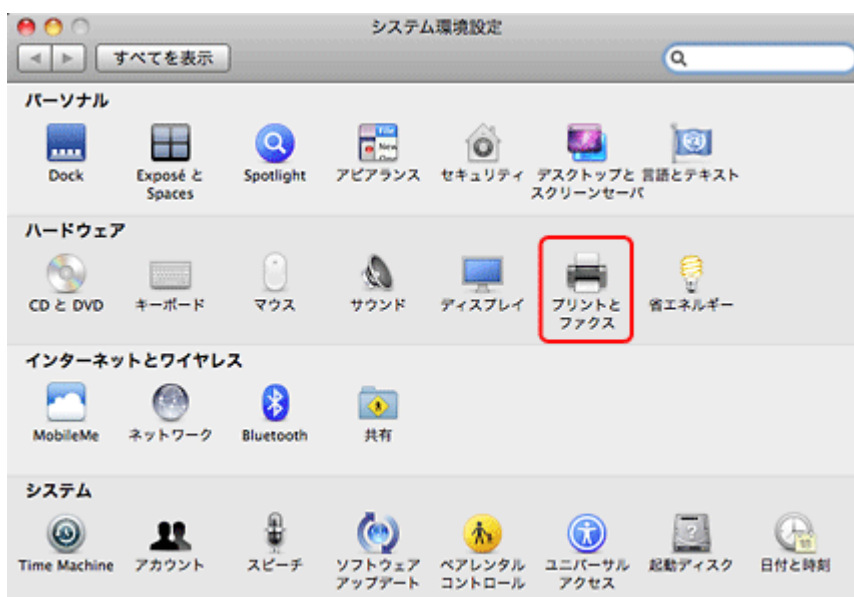 システム環境設定
すべてを表示
パーソナル
Dock
Exposé と
Spaces
Spotlight
アピアランス
セキュリティ
デスクトップと
スクリーンセーバ
言語とテキスト
ハードウェア
CD と DVD
キーボード
マウス
サウンド
ディスプレイ
プリントと
ファクス
省エネルギー
インターネットとワイヤレス
MobileMe
ネットワーク
Bluetooth
共有
システム
Time Machine
アカウント
スピーチ
ソフトウェア
アップデート
ペアレンタル
コントロール
ユニバーサル
アクセス
起動ディスク
日付と時刻